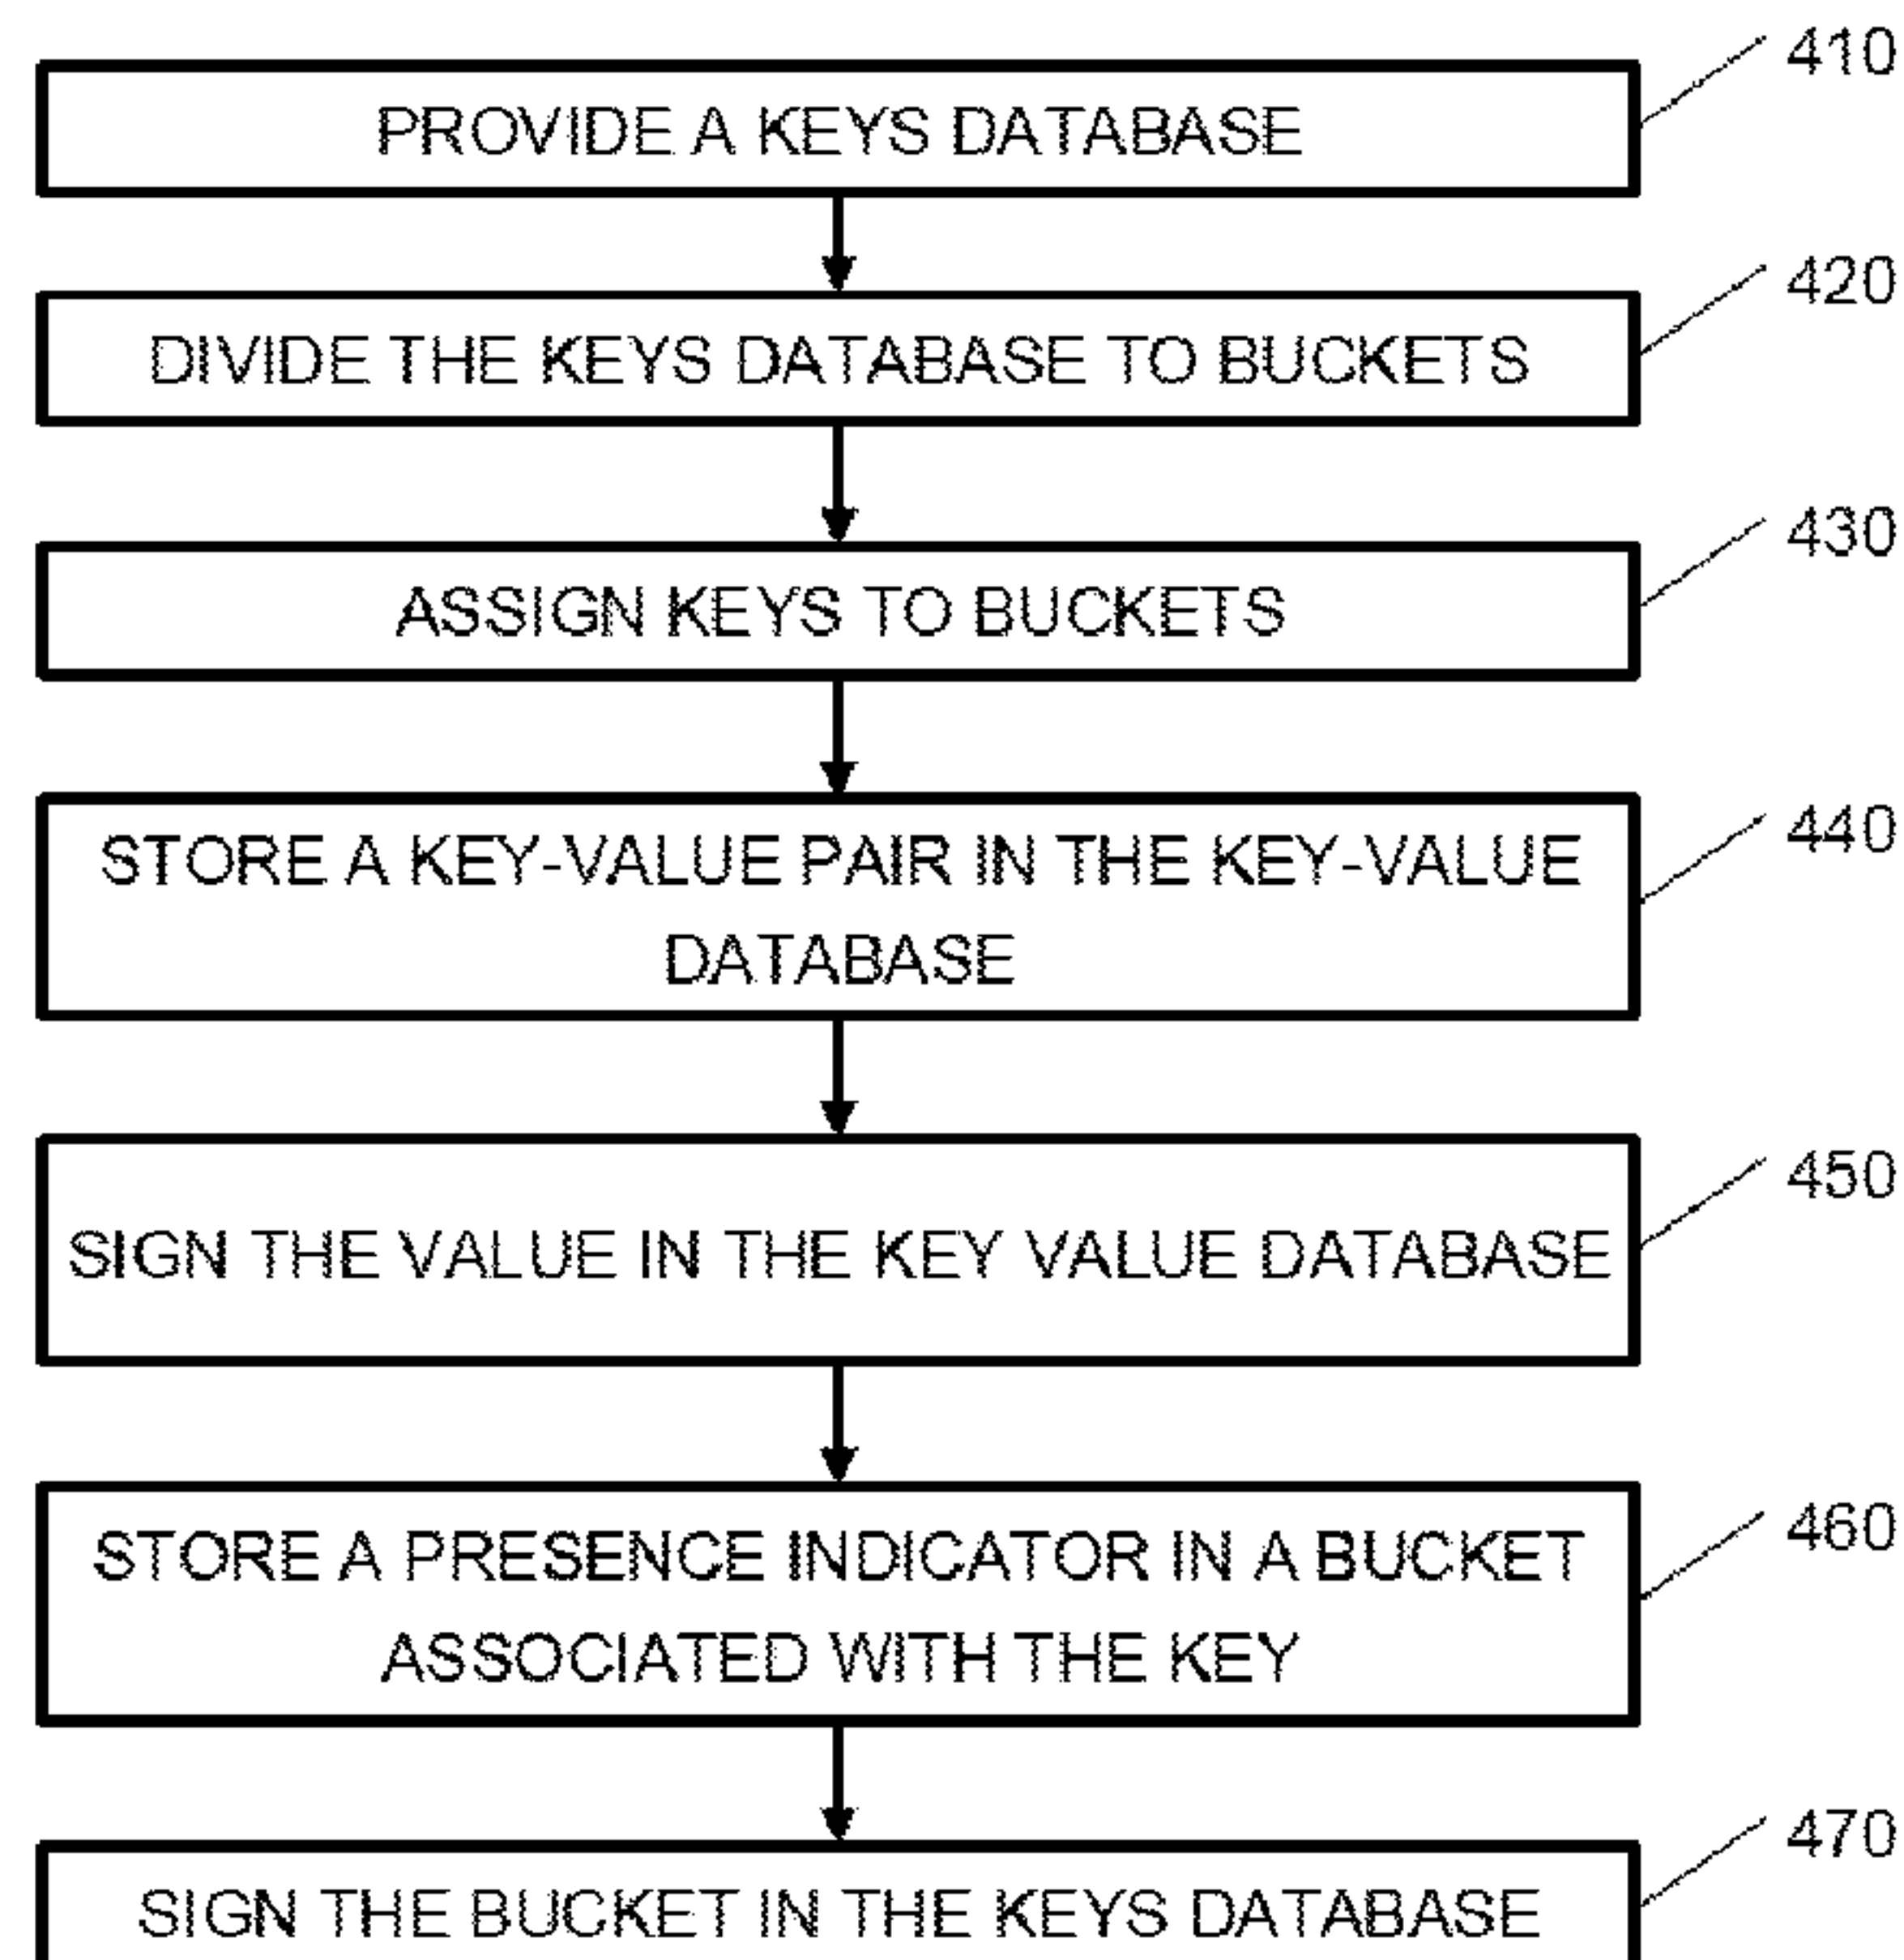 410
PROVIDE A KEYS DATABASE
420
DIVIDE THE KEYS DATABASE TO BUCKETS
430
ASSIGN KEYS TO BUCKETS
440
STORE A KEY-VALUE PAIR IN THE KEY-VALUE
DATABASE
450
SIGN THE VALUE IN THE KEY VALUE DATABASE
460
STORE A PRESENCE INDICATOR IN A BUCKET
ASSOCIATED WITH THE KEY
470
SIGN THE BUCKET IN THE KEYS DATABASE